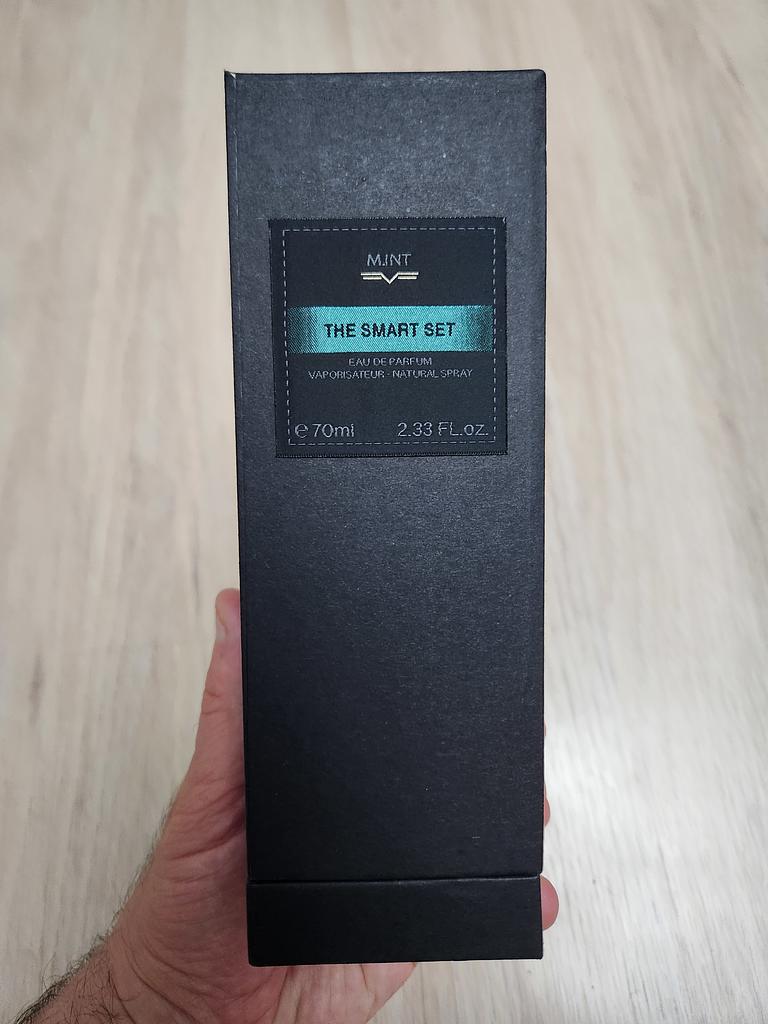 M.INT
THE SMART SET
EAU DE PARFUM
VAPORISATEUR - NATURAL SPRAY
℮ 70ml 2.33 FL.oz.